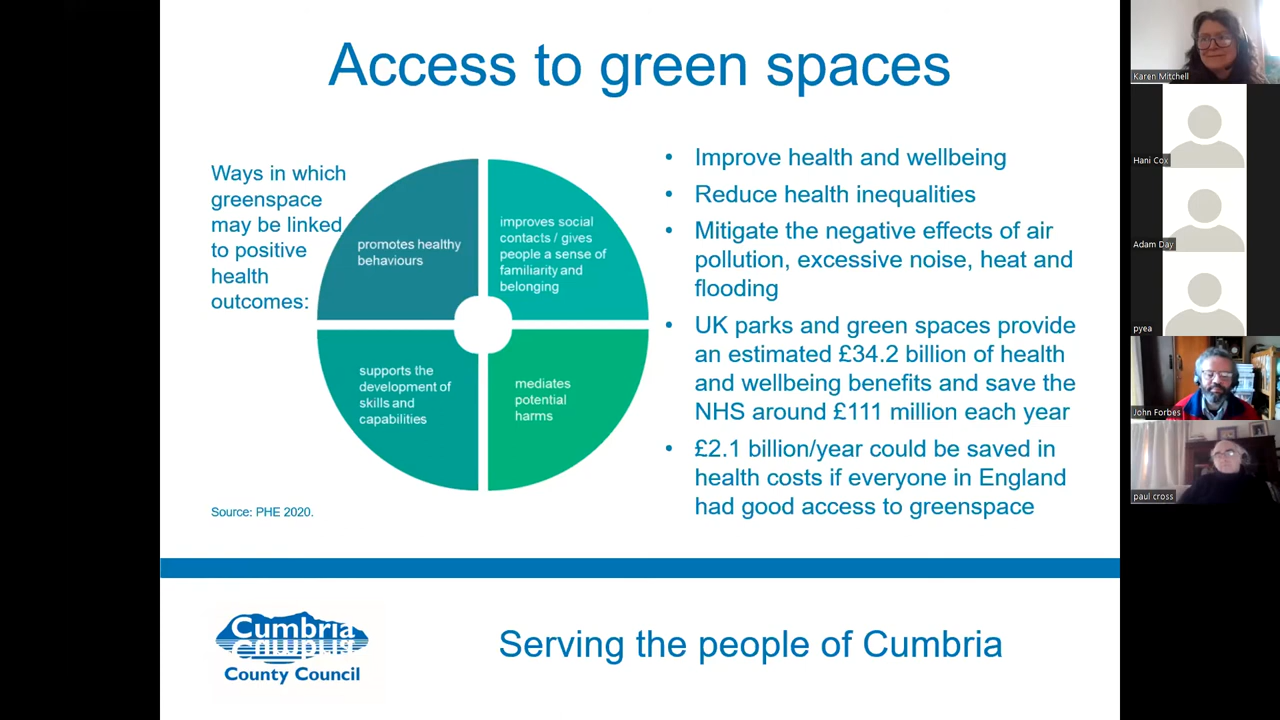 Access to green spaces
Ways in which
greenspace
may be linked
to positive
health
outcomes:
promotes healthy
behaviours
improves social
contacts / gives
people a sense of
familiarity and
belonging
supports the
development of
skills and
capabilities
mediates
potential
harms
Source: PHE 2020.
• Improve health and wellbeing
• Reduce health inequalities
• Mitigate the negative effects of air
pollution, excessive noise, heat and
flooding
• UK parks and green spaces provide
an estimated £34.2 billion of health
and wellbeing benefits and save the
NHS around £111 million each year
• £2.1 billion/year could be saved in
health costs if everyone in England
had good access to greenspace
Cumbria
County Council
Serving the people of Cumbria
Karen Mitchell
Hani Cox
Adam Day
pyea
John Forbes
paul cross